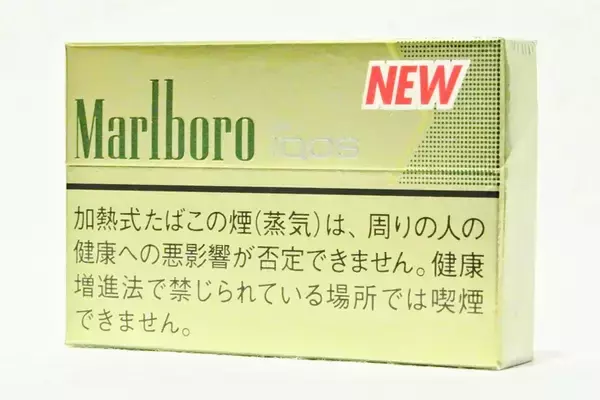 NEW
Marlboro iqos
加熱式たばこの煙(蒸気)は、周りの人の
健康への悪影響が否定できません。健康
増進法で禁じられている場所では喫煙
できません。